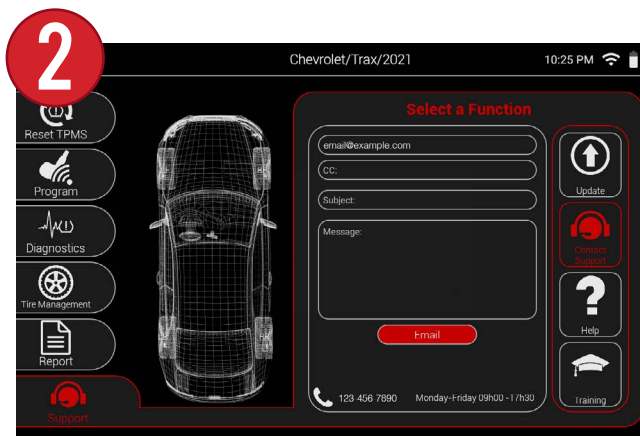 2
Chevrolet/Trax/2021
10:25 PM
Reset TPMS
Program
Diagnostics
Tire Management
Report
Support
Select a Function
email@example.com
CC:
Subject:
Message:
Email
123 456 7890
Monday-Friday 09h00 -17h30
Update
Contact
Support
Help
Training